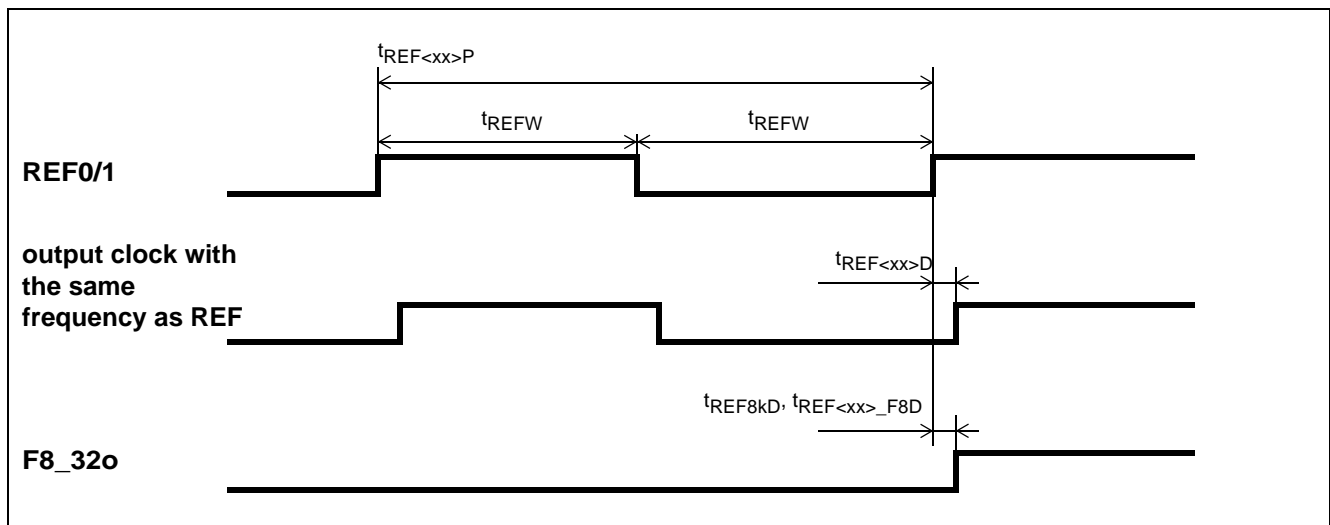 tREF<xx>P
tREFW
tREFW
REF0/1
output clock with
the same
frequency as REF
tREF<xx>D
tREF8kD, tREF<xx>_F8D
F8_32o